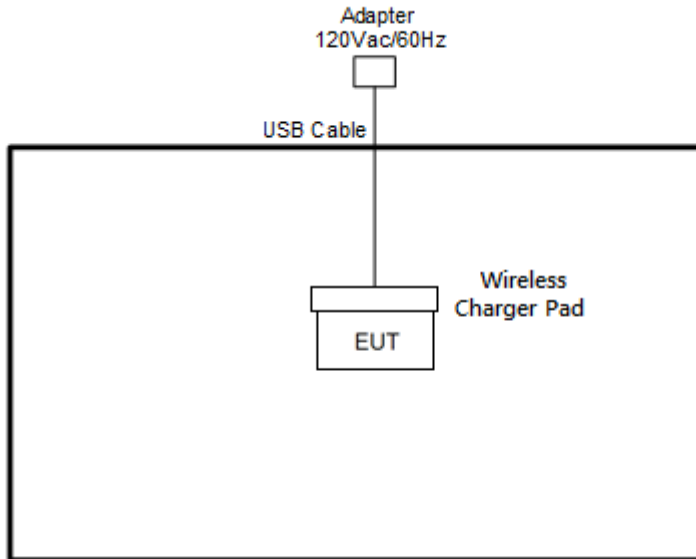 Adapter
120Vac/60Hz
USB Cable
Wireless
Charger Pad
EUT